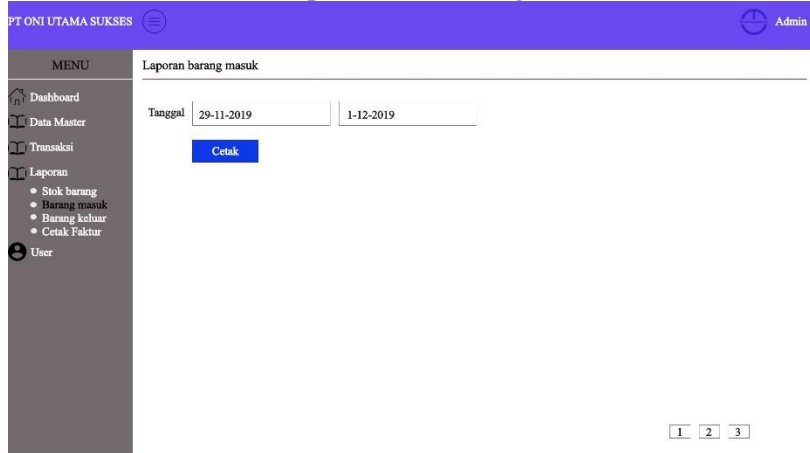 PT ONI UTAMA SUKSES
Admin
MENU
Dashboard
Data Master
Transaksi
Laporan
Stok barang
Barang masuk
Barang keluar
Cetak Faktur
User
Laporan barang masuk
Tanggal 29-11-2019 1-12-2019
Cetak
1 2 3